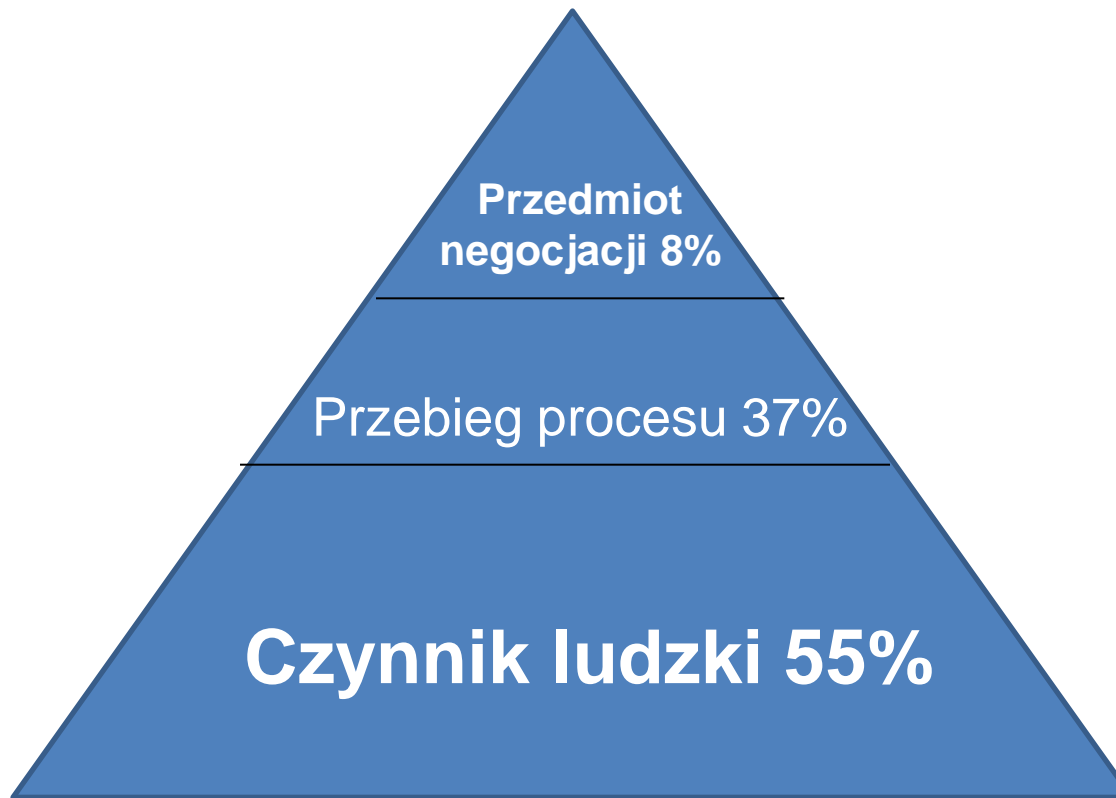 Przedmiot
negocjacji 8%
Przebieg procesu 37%
Czynnik ludzki 55%